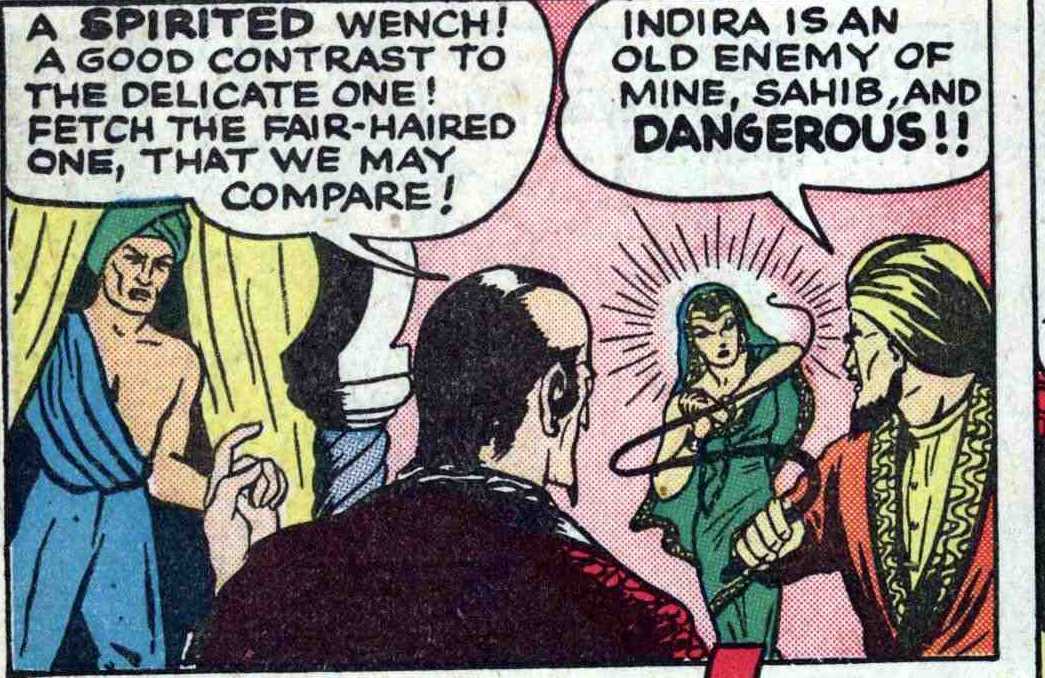 A SPIRITED WENCH!
A GOOD CONTRAST TO
THE DELICATE ONE!
FETCH THE FAIR-HAIRED
ONE, THAT WE MAY
COMPARE!
INDIRA IS AN
OLD ENEMY OF
MINE, SAHIB, AND
DANGEROUS!!